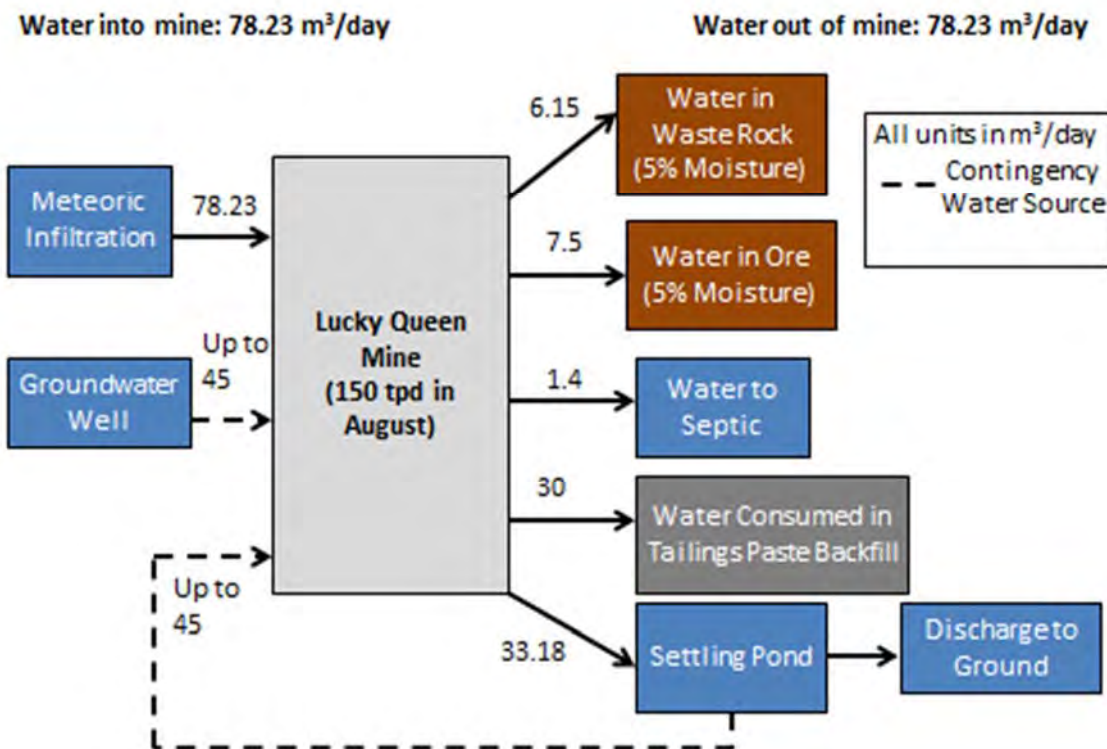 Water into mine: 78.23 m³/day
Water out of mine: 78.23 m³/day
6.15
Water in
Waste Rock
(5% Moisture)
All units in m³/day
Contingency
Water Source
Meteoric
Infiltration
78.23
7.5
Water in Ore
(5% Moisture)
Lucky Queen
Mine
(150 tpd in
August)
Up to
45
Groundwater
Well
1.4
Water to
Septic
30
Water Consumed in
Tailings Paste Backfill
Up to
45
33.18
Settling Pond
Discharge to
Ground